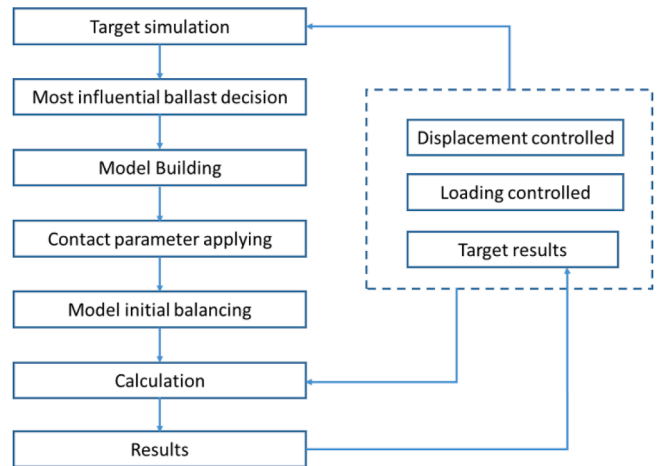 Target simulation
Most influential ballast decision
Model Building
Contact parameter applying
Model initial balancing
Calculation
Results
Displacement controlled
Loading controlled
Target results